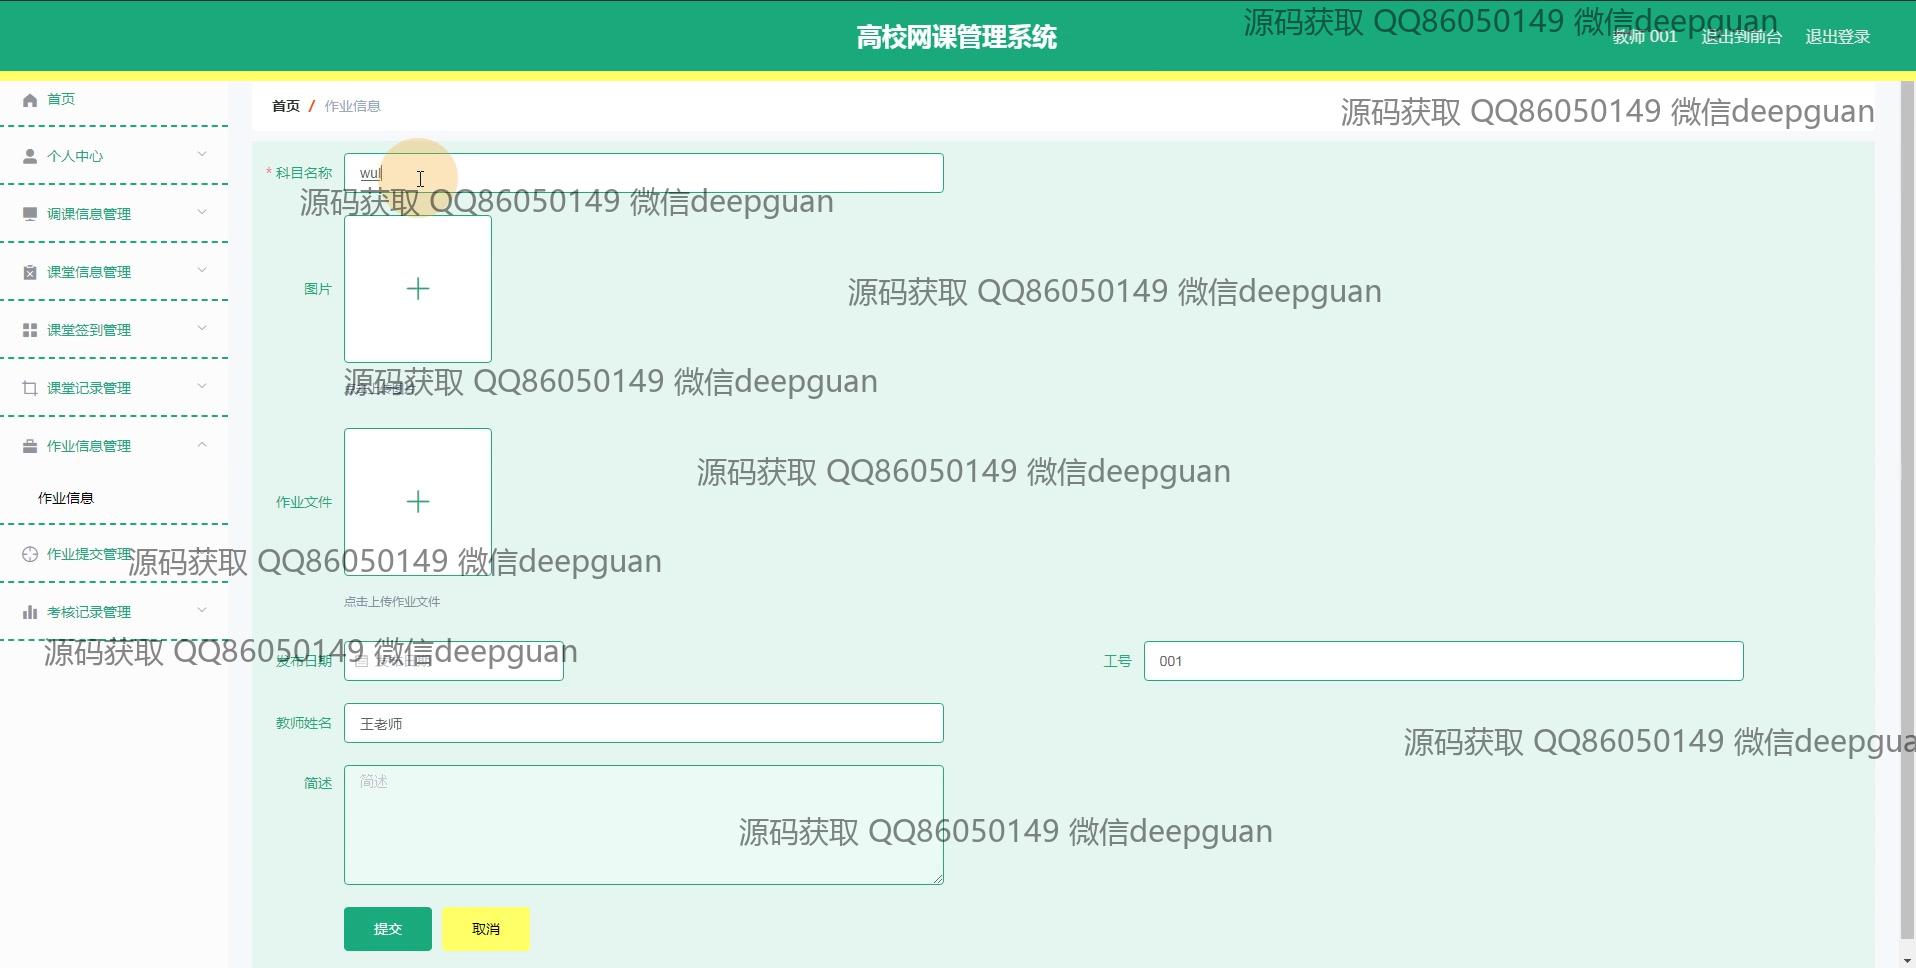 高校网课管理系统
源码获取 QQ86050149 微信deepguan
教师 001 退出到前台 退出登录
首页
首页 / 作业信息
源码获取 QQ86050149 微信deepguan
个人中心
* 科目名称 wul
源码获取 QQ86050149 微信deepguan
调课信息管理
课堂信息管理
图片
源码获取 QQ86050149 微信deepguan
课堂签到管理
课堂记录管理
点击上传图片
源码获取 QQ86050149 微信deepguan
作业信息管理
源码获取 QQ86050149 微信deepguan
作业信息
作业文件
作业提交管理
源码获取 QQ86050149 微信deepguan
点击上传作业文件
考核记录管理
源码获取 QQ86050149 微信deepguan
发布日期 发布日期
工号 001
教师姓名 王老师
源码获取 QQ86050149 微信deepgua
简述 简述
源码获取 QQ86050149 微信deepguan
提交 取消